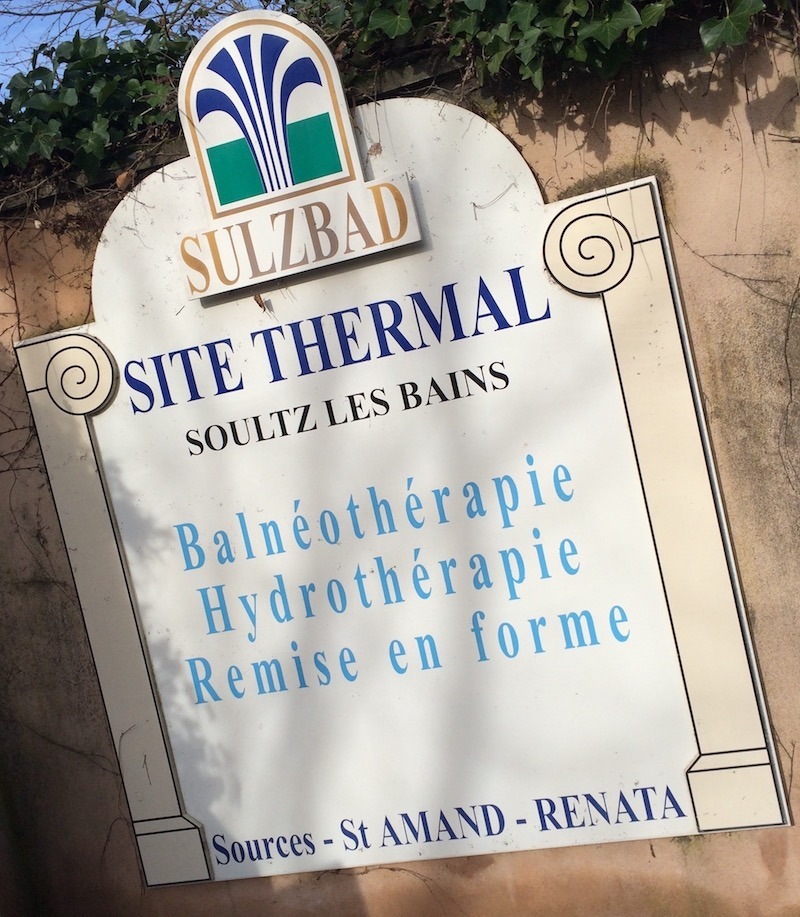 SULZBAD
SITE THERMAL
SOULTZ LES BAINS
Balnéothérapie
Hydrothérapie
Remise en forme
Sources - St AMAND - RENATA